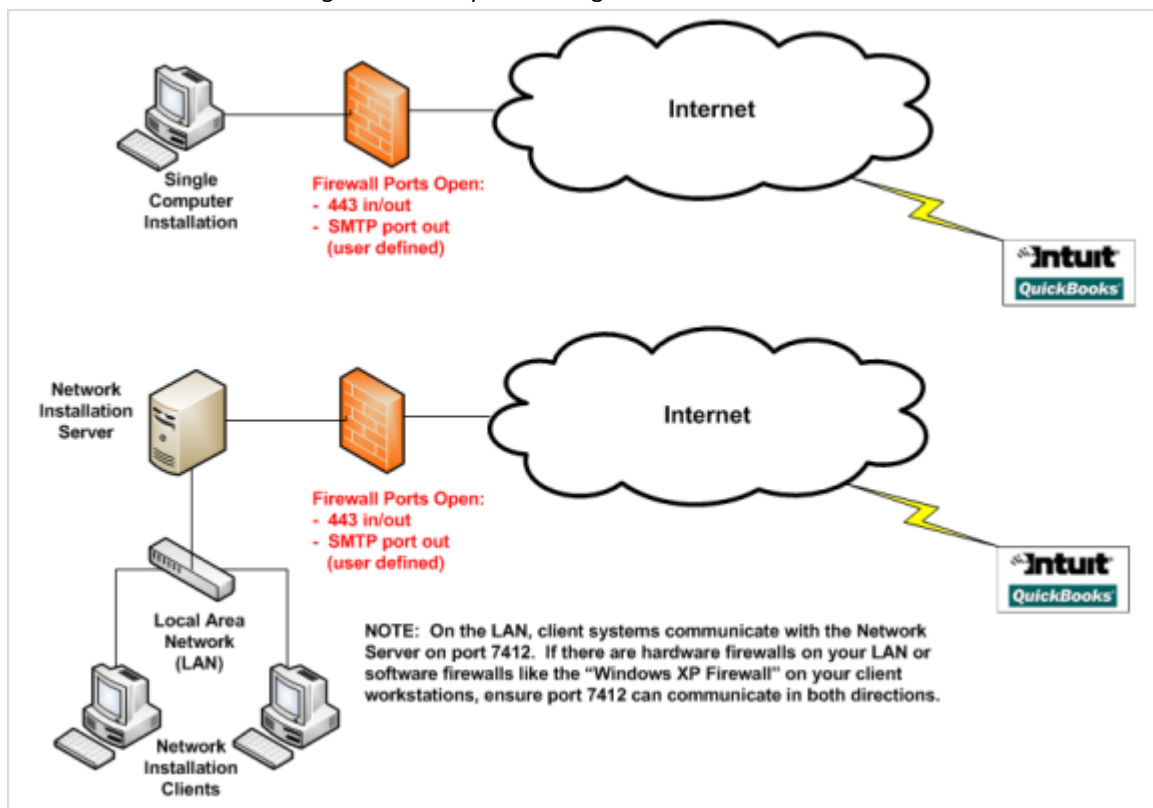 Internet
Single
Computer
Installation
Firewall Ports Open:
- 443 in/out
- SMTP port out
(user defined)
Intuit
QuickBooks
Network
Installation
Server
Internet
Firewall Ports Open:
- 443 in/out
- SMTP port out
(user defined)
Intuit
QuickBooks
Local Area
Network
(LAN)
NOTE: On the LAN, client systems communicate with the Network
Server on port 7412. If there are hardware firewalls on your LAN or
software firewalls like the “Windows XP Firewall” on your client
workstations, ensure port 7412 can communicate in both directions.
Network
Installation
Clients